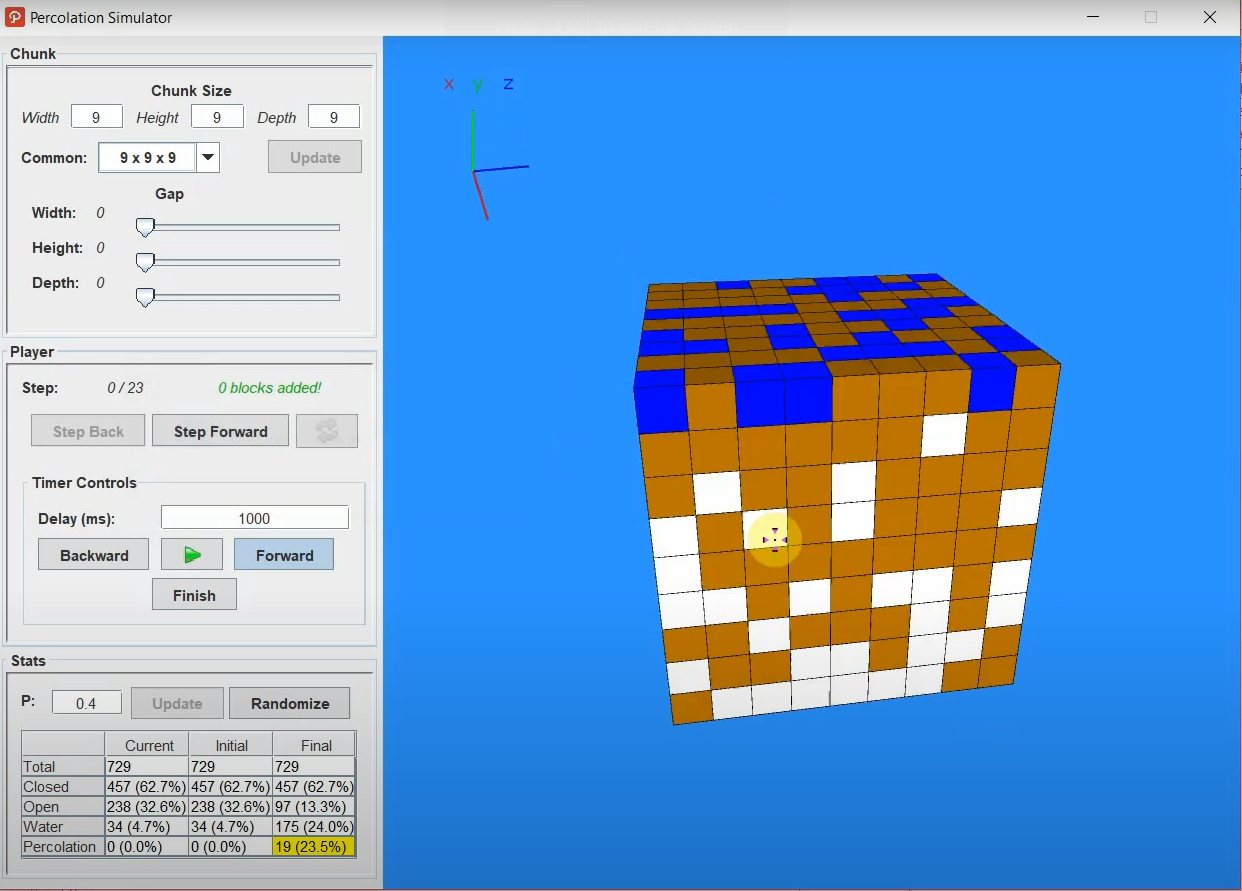 Percolation Simulator
Chunk
Chunk Size
Width 9 Height 9 Depth 9
Common: 9 x 9 x 9 Update
Gap
Width: 0
Height: 0
Depth: 0
x y z
Player
Step: 0 / 23 0 blocks added!
Step Back Step Forward
Timer Controls
Delay (ms): 1000
Backward Forward
Finish
Stats
P: 0.4 Update Randomize
Current Initial Final
Total 729 729 729
Closed 457 (62.7%) 457 (62.7%) 457 (62.7%)
Open 238 (32.6%) 238 (32.6%) 97 (13.3%)
Water 34 (4.7%) 34 (4.7%) 175 (24.0%)
Percolation 0 (0.0%) 0 (0.0%) 19 (23.5%)